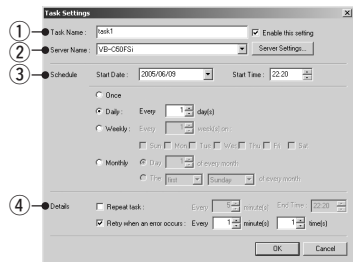 Task Settings
1 Task Name : task1 Enable this setting
2 Server Name : VB-C50FSi Server Settings...
3 Schedule Start Date : 2005/06/09 Start Time : 22:20
Once
Daily : Every 1 day(s)
Weekly : Every 1 week(s) on :
Sun Mon Tue Wed Thu Fri Sat
Monthly Day 1 of every month
The first Sunday of every month
4 Details Repeat task : Every 5 minute(s) End Time : 22:20
Retry when an error occurs : Every 1 minute(s) 1 time(s)
OK Cancel